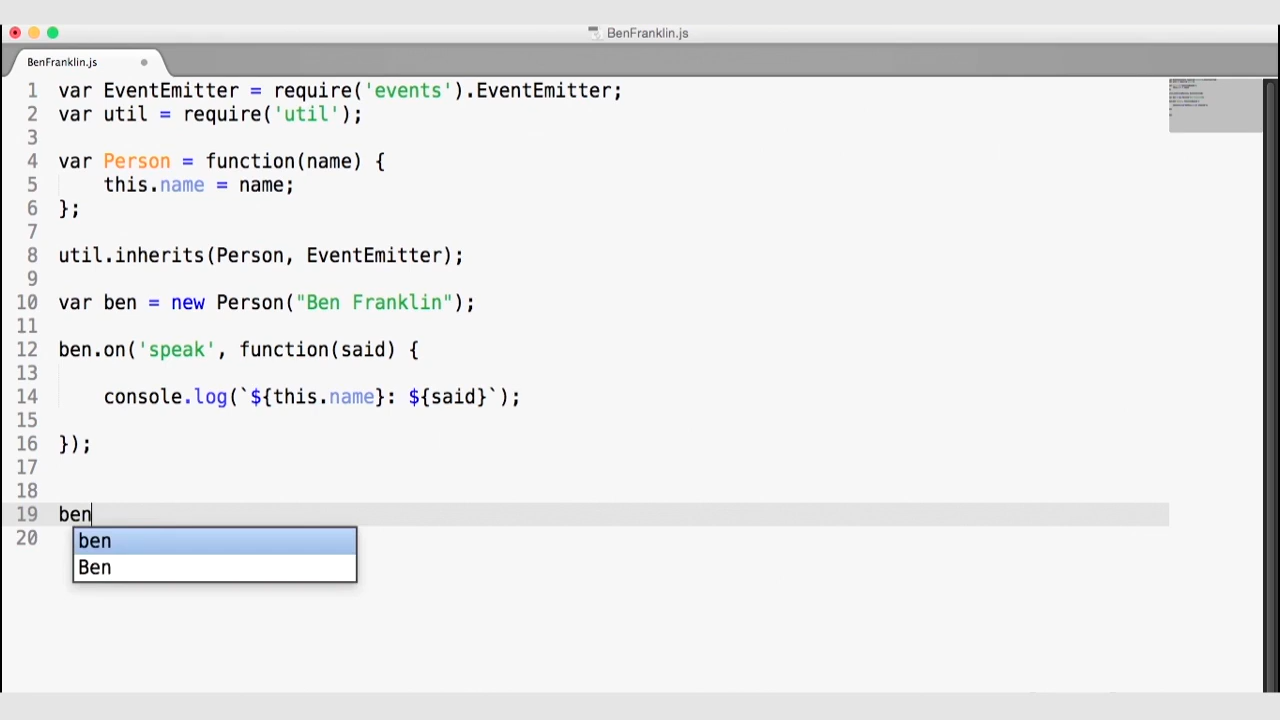 BenFranklin.js
BenFranklin.js
1 var EventEmitter = require('events').EventEmitter;
2 var util = require('util');
3
4 var Person = function(name) {
5     this.name = name;
6 };
7
8 util.inherits(Person, EventEmitter);
9
10 var ben = new Person("Ben Franklin");
11
12 ben.on('speak', function(said) {
13
14     console.log(`${this.name}: ${said}`);
15
16 });
17
18
19 ben
ben
20
Ben